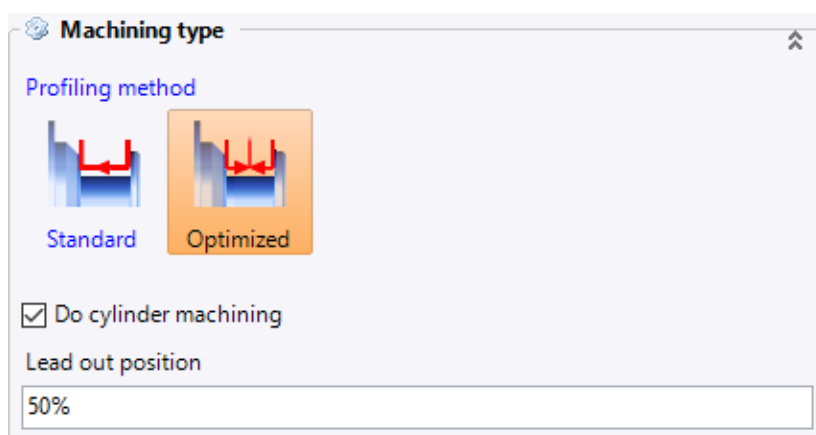 Machining type
Profiling method
Standard Optimized
Do cylinder machining
Lead out position
50%